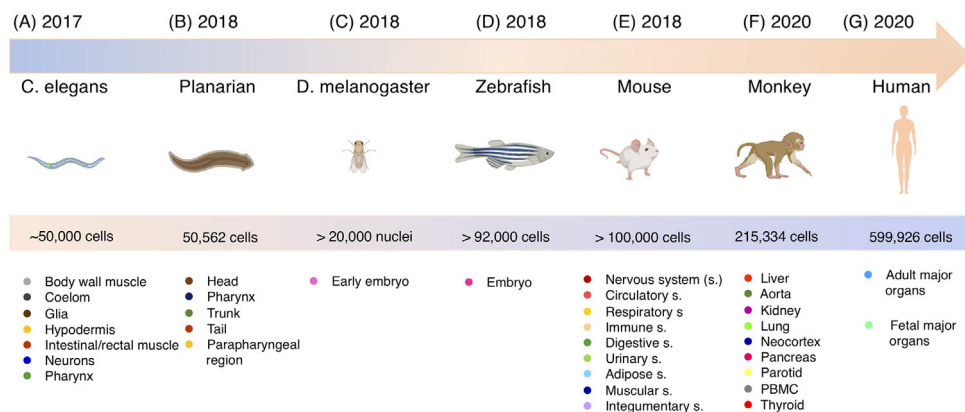 (A) 2017
(B) 2018
(C) 2018
(D) 2018
(E) 2018
(F) 2020
(G) 2020
C. elegans
Planarian
D. melanogaster
Zebrafish
Mouse
Monkey
Human
~50,000 cells
50,562 cells
> 20,000 nuclei
> 92,000 cells
> 100,000 cells
215,334 cells
599,926 cells
Body wall muscle
Coelom
Glia
Hypodermis
Intestinal/rectal muscle
Neurons
Pharynx
Head
Pharynx
Trunk
Tail
Parapharyngeal
region
Early embryo
Embryo
Nervous system (s.)
Circulatory s.
Respiratory s
Immune s.
Digestive s.
Urinary s.
Adipose s.
Muscular s.
Integumentary s.
Liver
Aorta
Kidney
Lung
Neocortex
Pancreas
Parotid
PBMC
Thyroid
Adult major
organs
Fetal major
organs